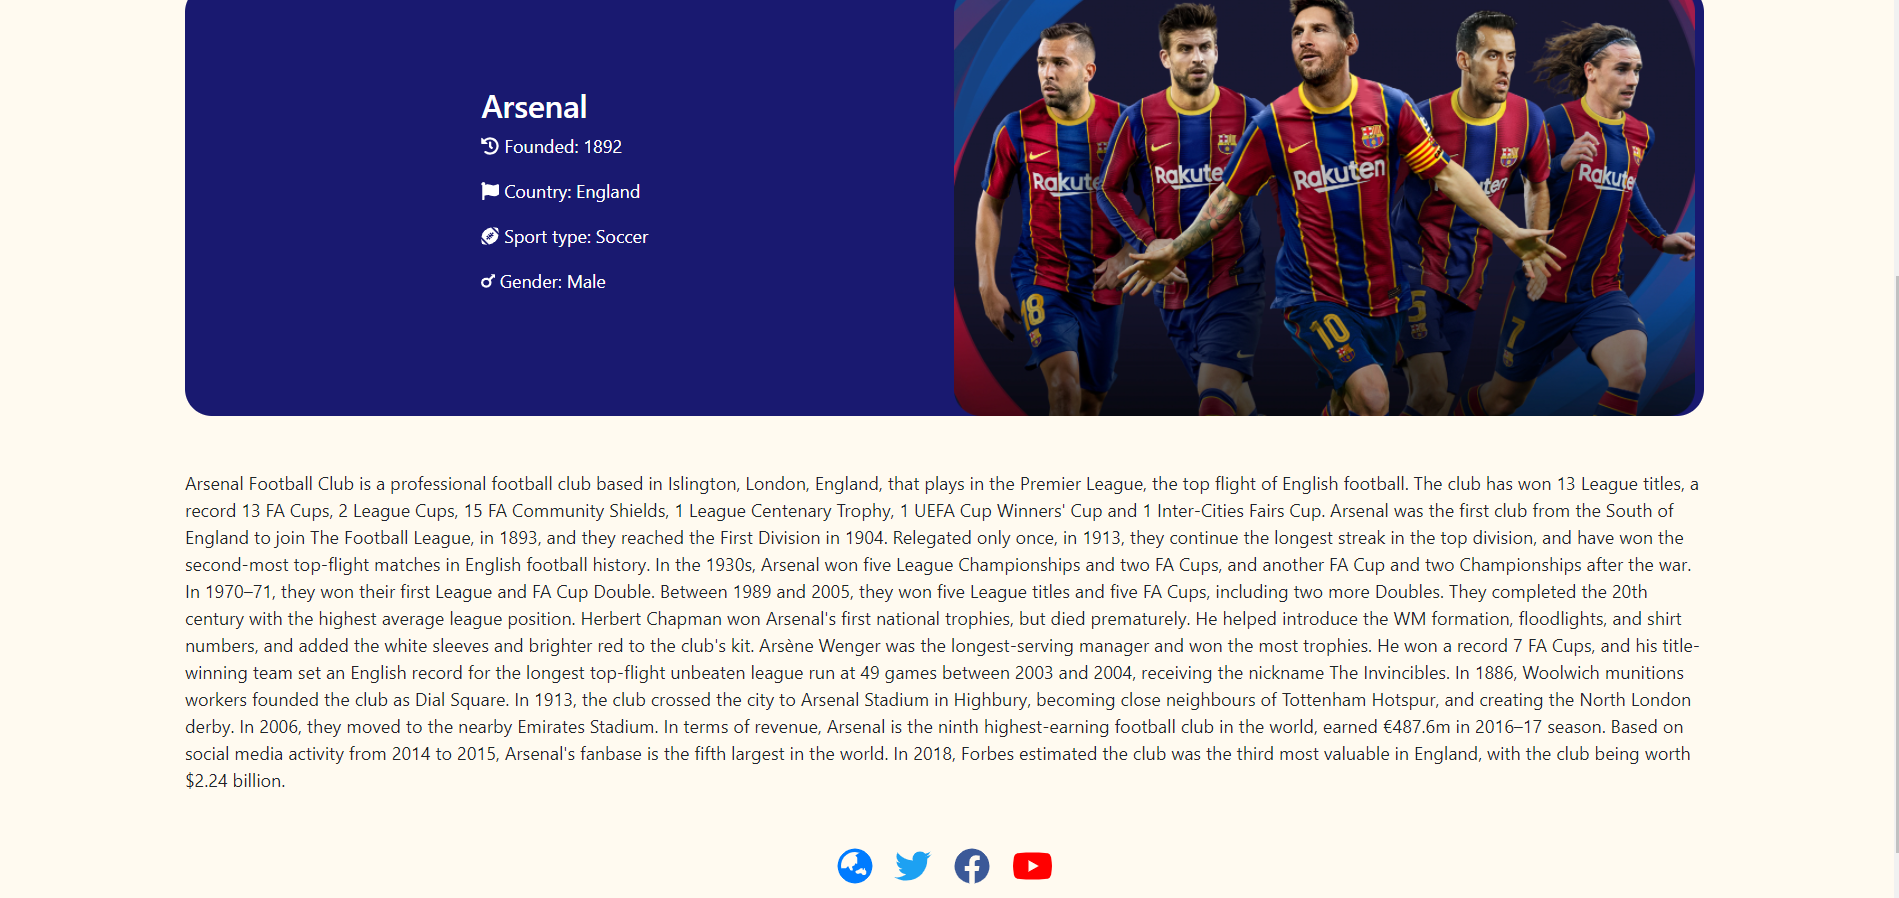 Arsenal
Founded: 1892
Country: England
Sport type: Soccer
Gender: Male
Rakute
Rakute
Rakuten
uten
Rakute
18
10
5
7
Arsenal Football Club is a professional football club based in Islington, London, England, that plays in the Premier League, the top flight of English football. The club has won 13 League titles, a
record 13 FA Cups, 2 League Cups, 15 FA Community Shields, 1 League Centenary Trophy, 1 UEFA Cup Winners' Cup and 1 Inter-Cities Fairs Cup. Arsenal was the first club from the South of
England to join The Football League, in 1893, and they reached the First Division in 1904. Relegated only once, in 1913, they continue the longest streak in the top division, and have won the
second-most top-flight matches in English football history. In the 1930s, Arsenal won five League Championships and two FA Cups, and another FA Cup and two Championships after the war.
In 1970–71, they won their first League and FA Cup Double. Between 1989 and 2005, they won five League titles and five FA Cups, including two more Doubles. They completed the 20th
century with the highest average league position. Herbert Chapman won Arsenal's first national trophies, but died prematurely. He helped introduce the WM formation, floodlights, and shirt
numbers, and added the white sleeves and brighter red to the club's kit. Arsène Wenger was the longest-serving manager and won the most trophies. He won a record 7 FA Cups, and his title-
winning team set an English record for the longest top-flight unbeaten league run at 49 games between 2003 and 2004, receiving the nickname The Invincibles. In 1886, Woolwich munitions
workers founded the club as Dial Square. In 1913, the club crossed the city to Arsenal Stadium in Highbury, becoming close neighbours of Tottenham Hotspur, and creating the North London
derby. In 2006, they moved to the nearby Emirates Stadium. In terms of revenue, Arsenal is the ninth highest-earning football club in the world, earned €487.6m in 2016–17 season. Based on
social media activity from 2014 to 2015, Arsenal's fanbase is the fifth largest in the world. In 2018, Forbes estimated the club was the third most valuable in England, with the club being worth
$2.24 billion.